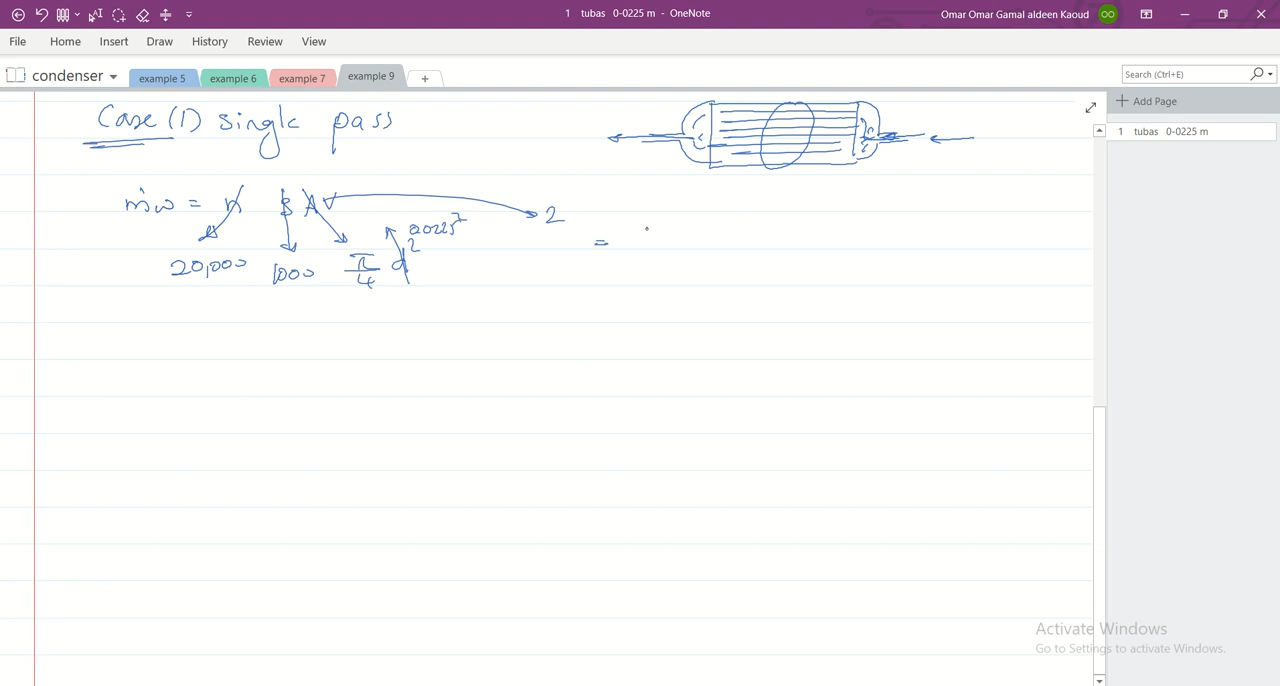 1 tubas 0-0225 m - OneNote
Omar Omar Gamal aldeen Kaoud
OO
File Home Insert Draw History Review View
condenser
example 5
example 6
example 7
example 9
Search (Ctrl+E)
Add Page
1 tubas 0-0225 m
Case (1) single pass
ṁw = n ρ A V
2
0.0225²
=
20,000 1000 π/4 d²
Activate Windows
Go to Settings to activate Windows.